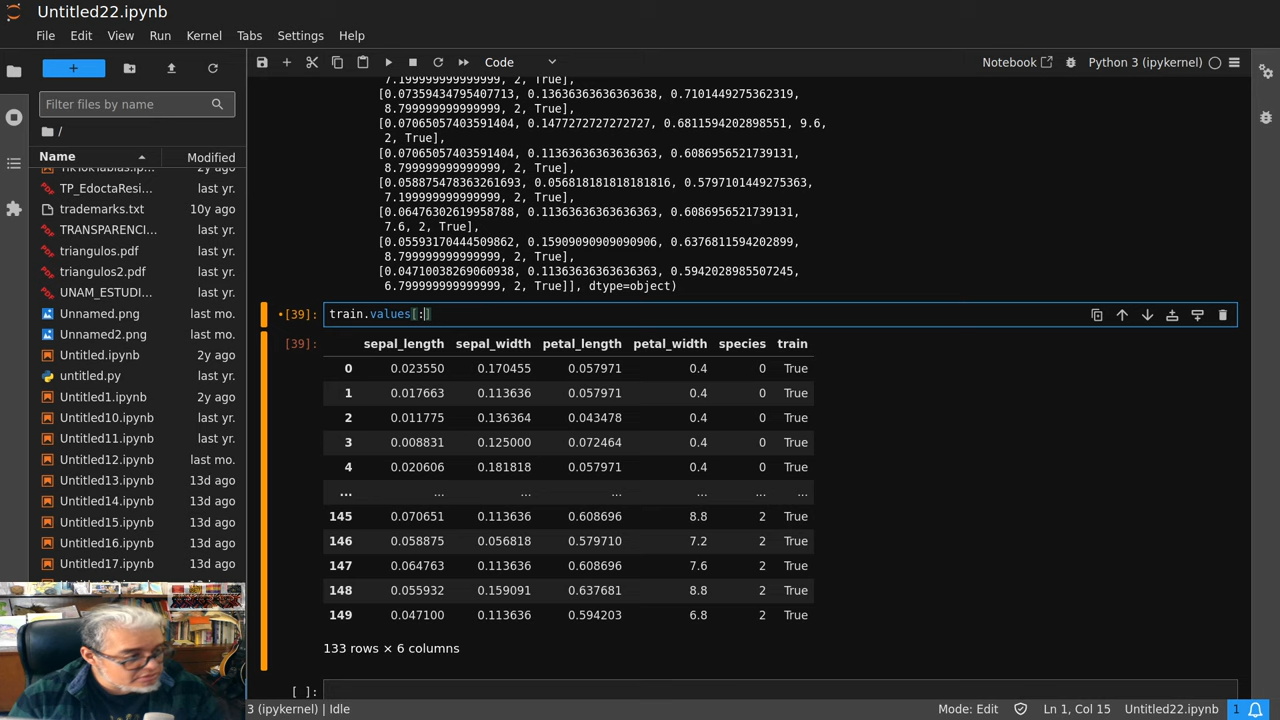 Untitled22.ipynb
File Edit View Run Kernel Tabs Settings Help
+
Code
Notebook
Python 3 (ipykernel)
Filter files by name
/
Name Modified
TP_EdoctaResi... last yr.
trademarks.txt 10y ago
TRANSPARENCI... last yr.
triangulos.pdf last yr.
triangulos2.pdf last yr.
UNAM_ESTUDI... last yr.
Unnamed.png last mo.
Unnamed2.png last mo.
Untitled.ipynb 2y ago
untitled.py last yr.
Untitled1.ipynb 2y ago
Untitled10.ipynb last yr.
Untitled11.ipynb last yr.
Untitled12.ipynb last mo.
Untitled13.ipynb 13d ago
Untitled14.ipynb 13d ago
Untitled15.ipynb 13d ago
Untitled16.ipynb 13d ago
Untitled17.ipynb 13d ago
7.199999999999999, 2, True],
[0.07359434795407713, 0.13636363636363638, 0.7101449275362319,
8.799999999999999, 2, True],
[0.07065057403591404, 0.1477272727272727, 0.6811594202898551, 9.6,
2, True],
[0.07065057403591404, 0.11363636363636363, 0.6086956521739131,
8.799999999999999, 2, True],
[0.058875478363261693, 0.056818181818181816, 0.5797101449275363,
7.199999999999999, 2, True],
[0.06476302619958788, 0.11363636363636363, 0.6086956521739131,
7.6, 2, True],
[0.05593170444509862, 0.15909090909090906, 0.6376811594202899,
8.799999999999999, 2, True],
[0.04710038269060938, 0.11363636363636363, 0.5942028985507245,
6.799999999999999, 2, True]], dtype=object)
[39]: train.values[:]
[39]: sepal_length sepal_width petal_length petal_width species train
0 0.023550 0.170455 0.057971 0.4 0 True
1 0.017663 0.113636 0.057971 0.4 0 True
2 0.011775 0.136364 0.043478 0.4 0 True
3 0.008831 0.125000 0.072464 0.4 0 True
4 0.020606 0.181818 0.057971 0.4 0 True
... ... ... ... ... ... ...
145 0.070651 0.113636 0.608696 8.8 2 True
146 0.058875 0.056818 0.579710 7.2 2 True
147 0.064763 0.113636 0.608696 7.6 2 True
148 0.055932 0.159091 0.637681 8.8 2 True
149 0.047100 0.113636 0.594203 6.8 2 True
133 rows × 6 columns
[ ]:
3 (ipykernel) | Idle
Mode: Edit
Ln 1, Col 15
Untitled22.ipynb
1